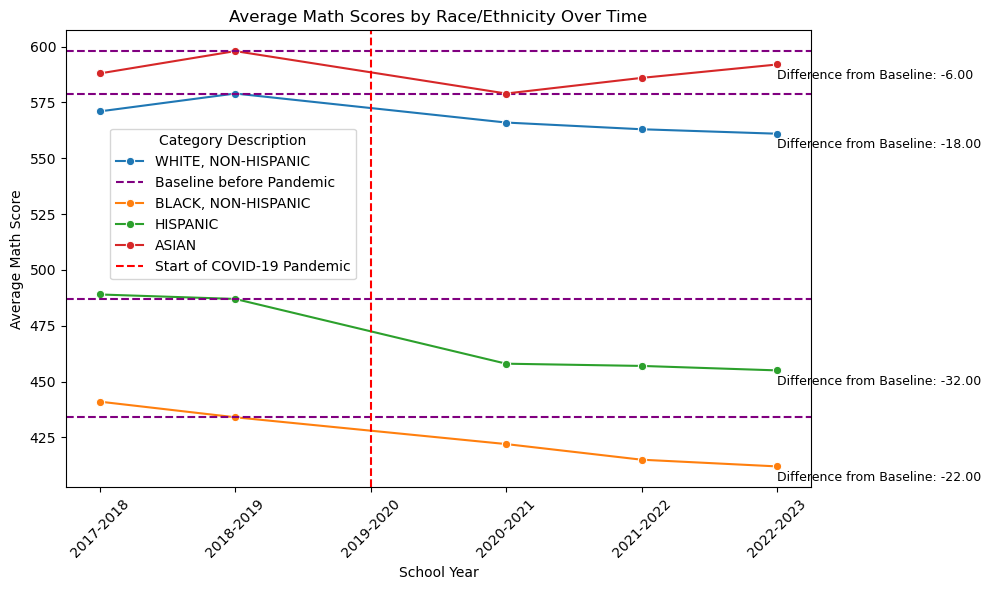 Average Math Scores by Race/Ethnicity Over Time
600
575
550
525
500
475
450
425
Average Math Score
Category Description
WHITE, NON-HISPANIC
Baseline before Pandemic
BLACK, NON-HISPANIC
HISPANIC
ASIAN
Start of COVID-19 Pandemic
Difference from Baseline: -6.00
Difference from Baseline: -18.00
Difference from Baseline: -32.00
Difference from Baseline: -22.00
2017-2018
2018-2019
2019-2020
2020-2021
2021-2022
2022-2023
School Year